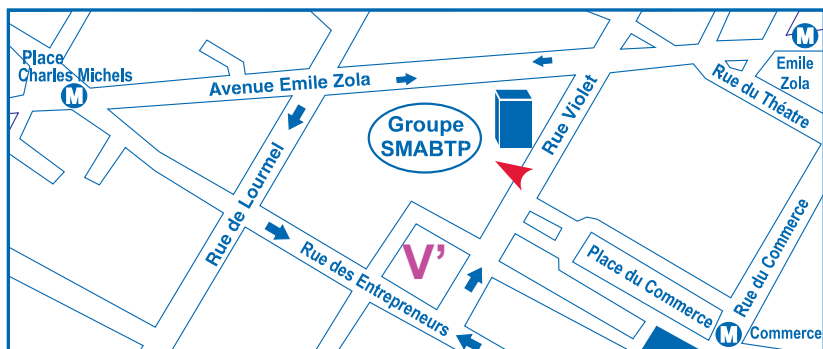 Place
Charles Michels
M
Avenue Emile Zola
M
Emile
Zola
Rue du Théatre
Groupe
SMABTP
Rue Violet
Rue de Lourmel
Rue des Entrepreneurs
V'
Place du Commerce
Rue du Commerce
M
Commerce